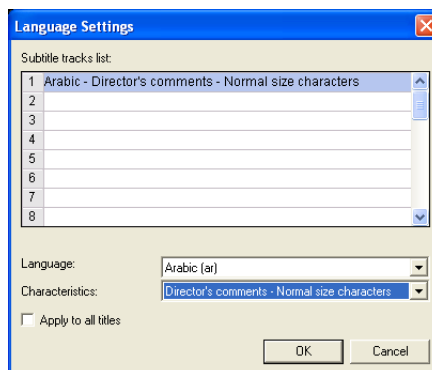 Language Settings
Subtitle tracks list:
1 Arabic - Director's comments - Normal size characters
2
3
4
5
6
7
8
Language: Arabic (ar)
Characteristics: Director's comments - Normal size characters
Apply to all titles
OK Cancel